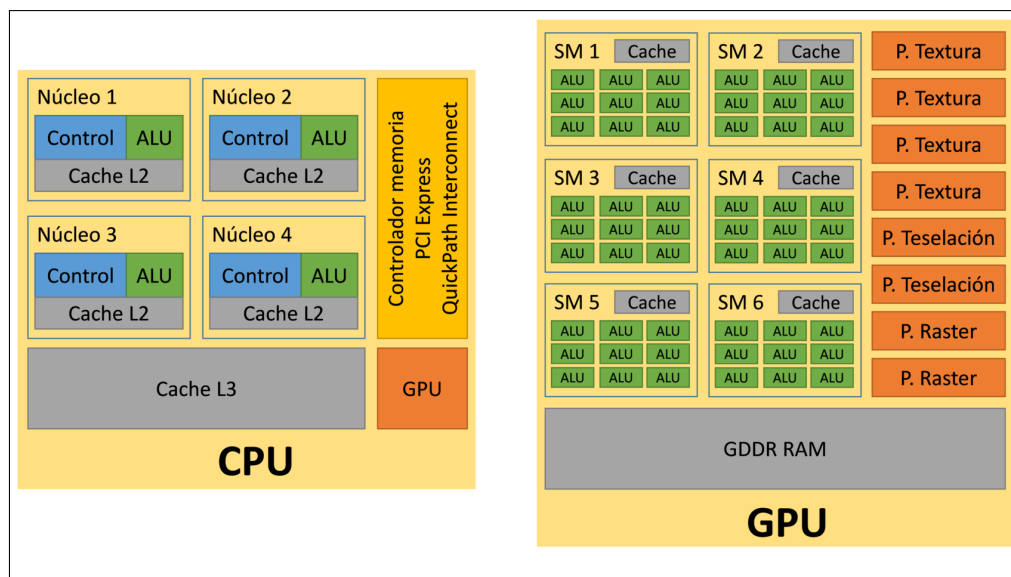 Núcleo 1
Control
ALU
Cache L2
Núcleo 2
Control
ALU
Cache L2
Núcleo 3
Control
ALU
Cache L2
Núcleo 4
Control
ALU
Cache L2
Controlador memoria
PCI Express
QuickPath Interconnect
Cache L3
GPU
CPU
SM 1
Cache
ALU ALU ALU
ALU ALU ALU
ALU ALU ALU
SM 2
Cache
ALU ALU ALU
ALU ALU ALU
ALU ALU ALU
SM 3
Cache
ALU ALU ALU
ALU ALU ALU
ALU ALU ALU
SM 4
Cache
ALU ALU ALU
ALU ALU ALU
ALU ALU ALU
SM 5
Cache
ALU ALU ALU
ALU ALU ALU
ALU ALU ALU
SM 6
Cache
ALU ALU ALU
ALU ALU ALU
ALU ALU ALU
P. Textura
P. Textura
P. Textura
P. Textura
P. Teselación
P. Teselación
P. Raster
P. Raster
GDDR RAM
GPU